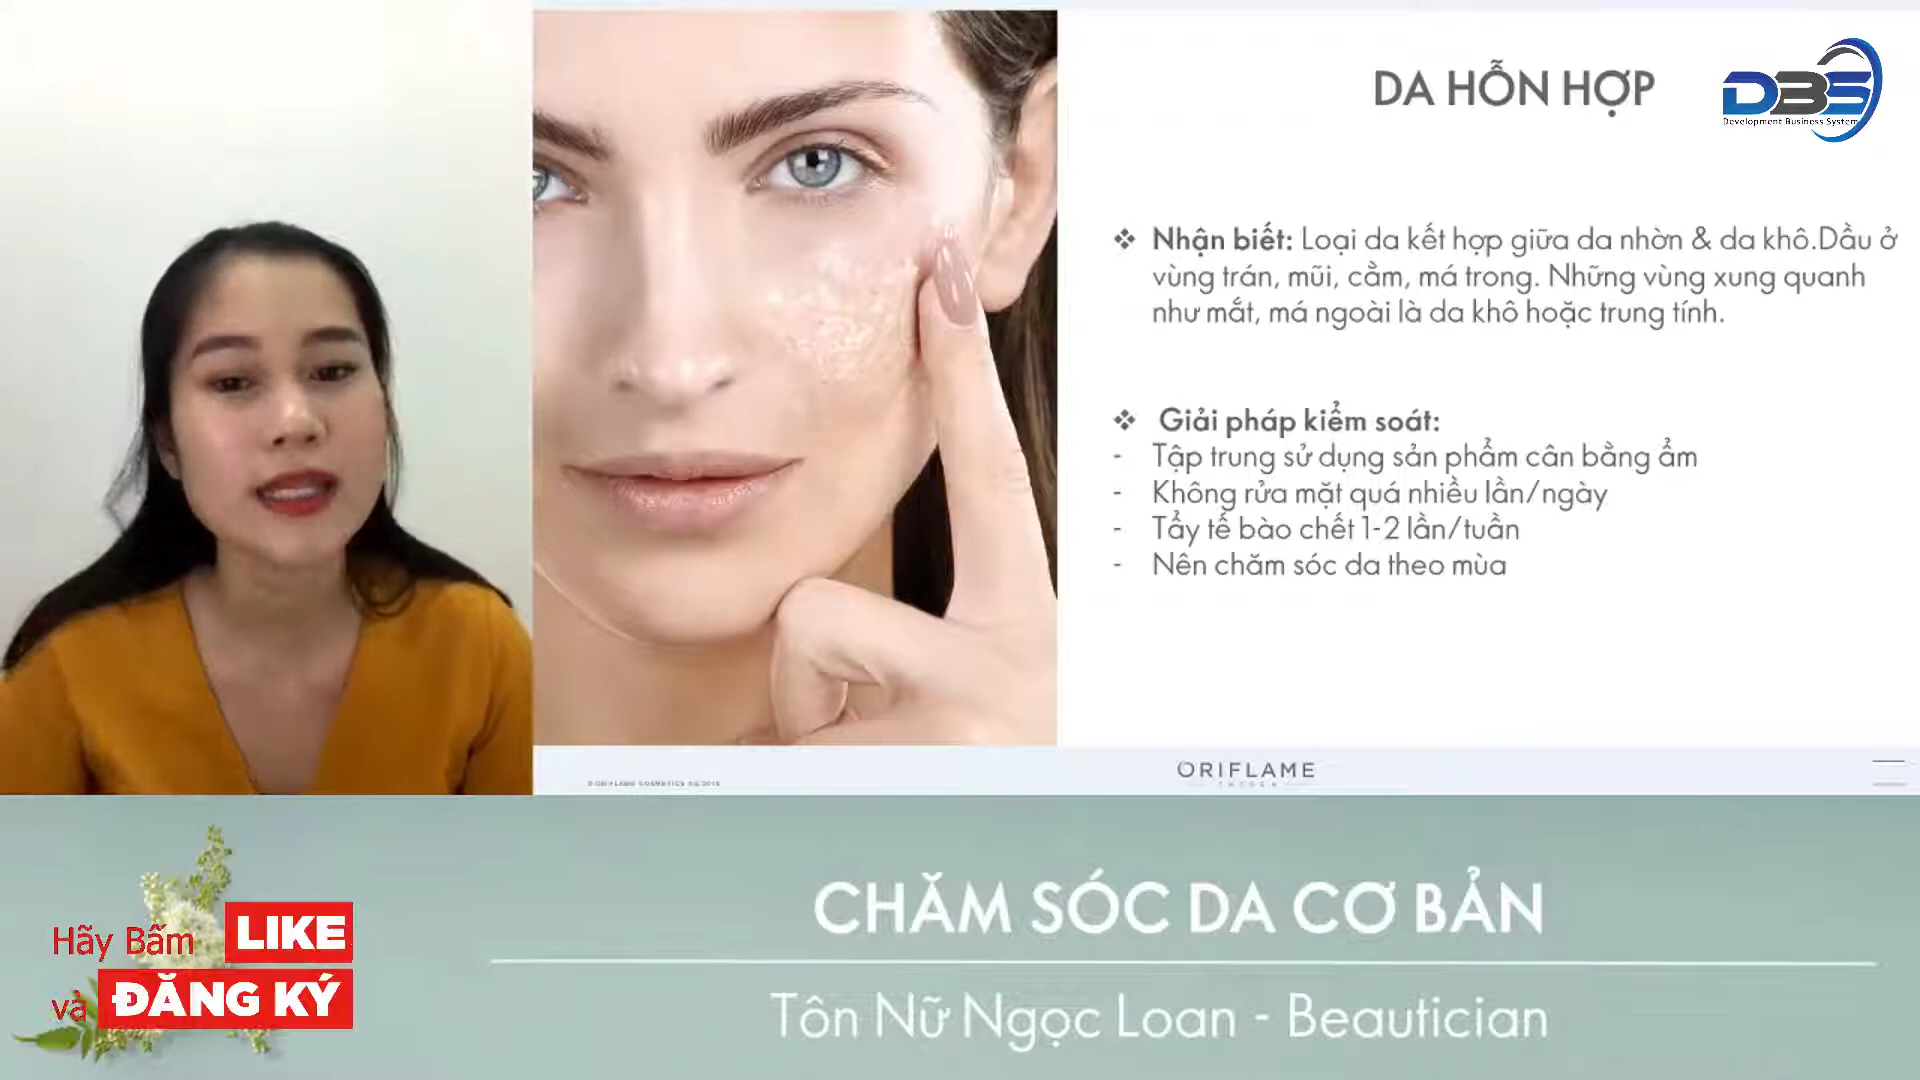 DA HỖN HỢP
DBS
Development Business System
❖ Nhận biết: Loại da kết hợp giữa da nhờn & da khô.Dầu ở
vùng trán, mũi, cằm, má trong. Những vùng xung quanh
như mắt, má ngoài là da khô hoặc trung tính.
❖ Giải pháp kiểm soát:
- Tập trung sử dụng sản phẩm cân bằng ẩm
- Không rửa mặt quá nhiều lần/ngày
- Tẩy tế bào chết 1-2 lần/tuần
- Nên chăm sóc da theo mùa
ORIFLAME
SWEDEN
CHĂM SÓC DA CƠ BẢN
Tôn Nữ Ngọc Loan - Beautician
Hãy Bấm LIKE
và ĐĂNG KÝ